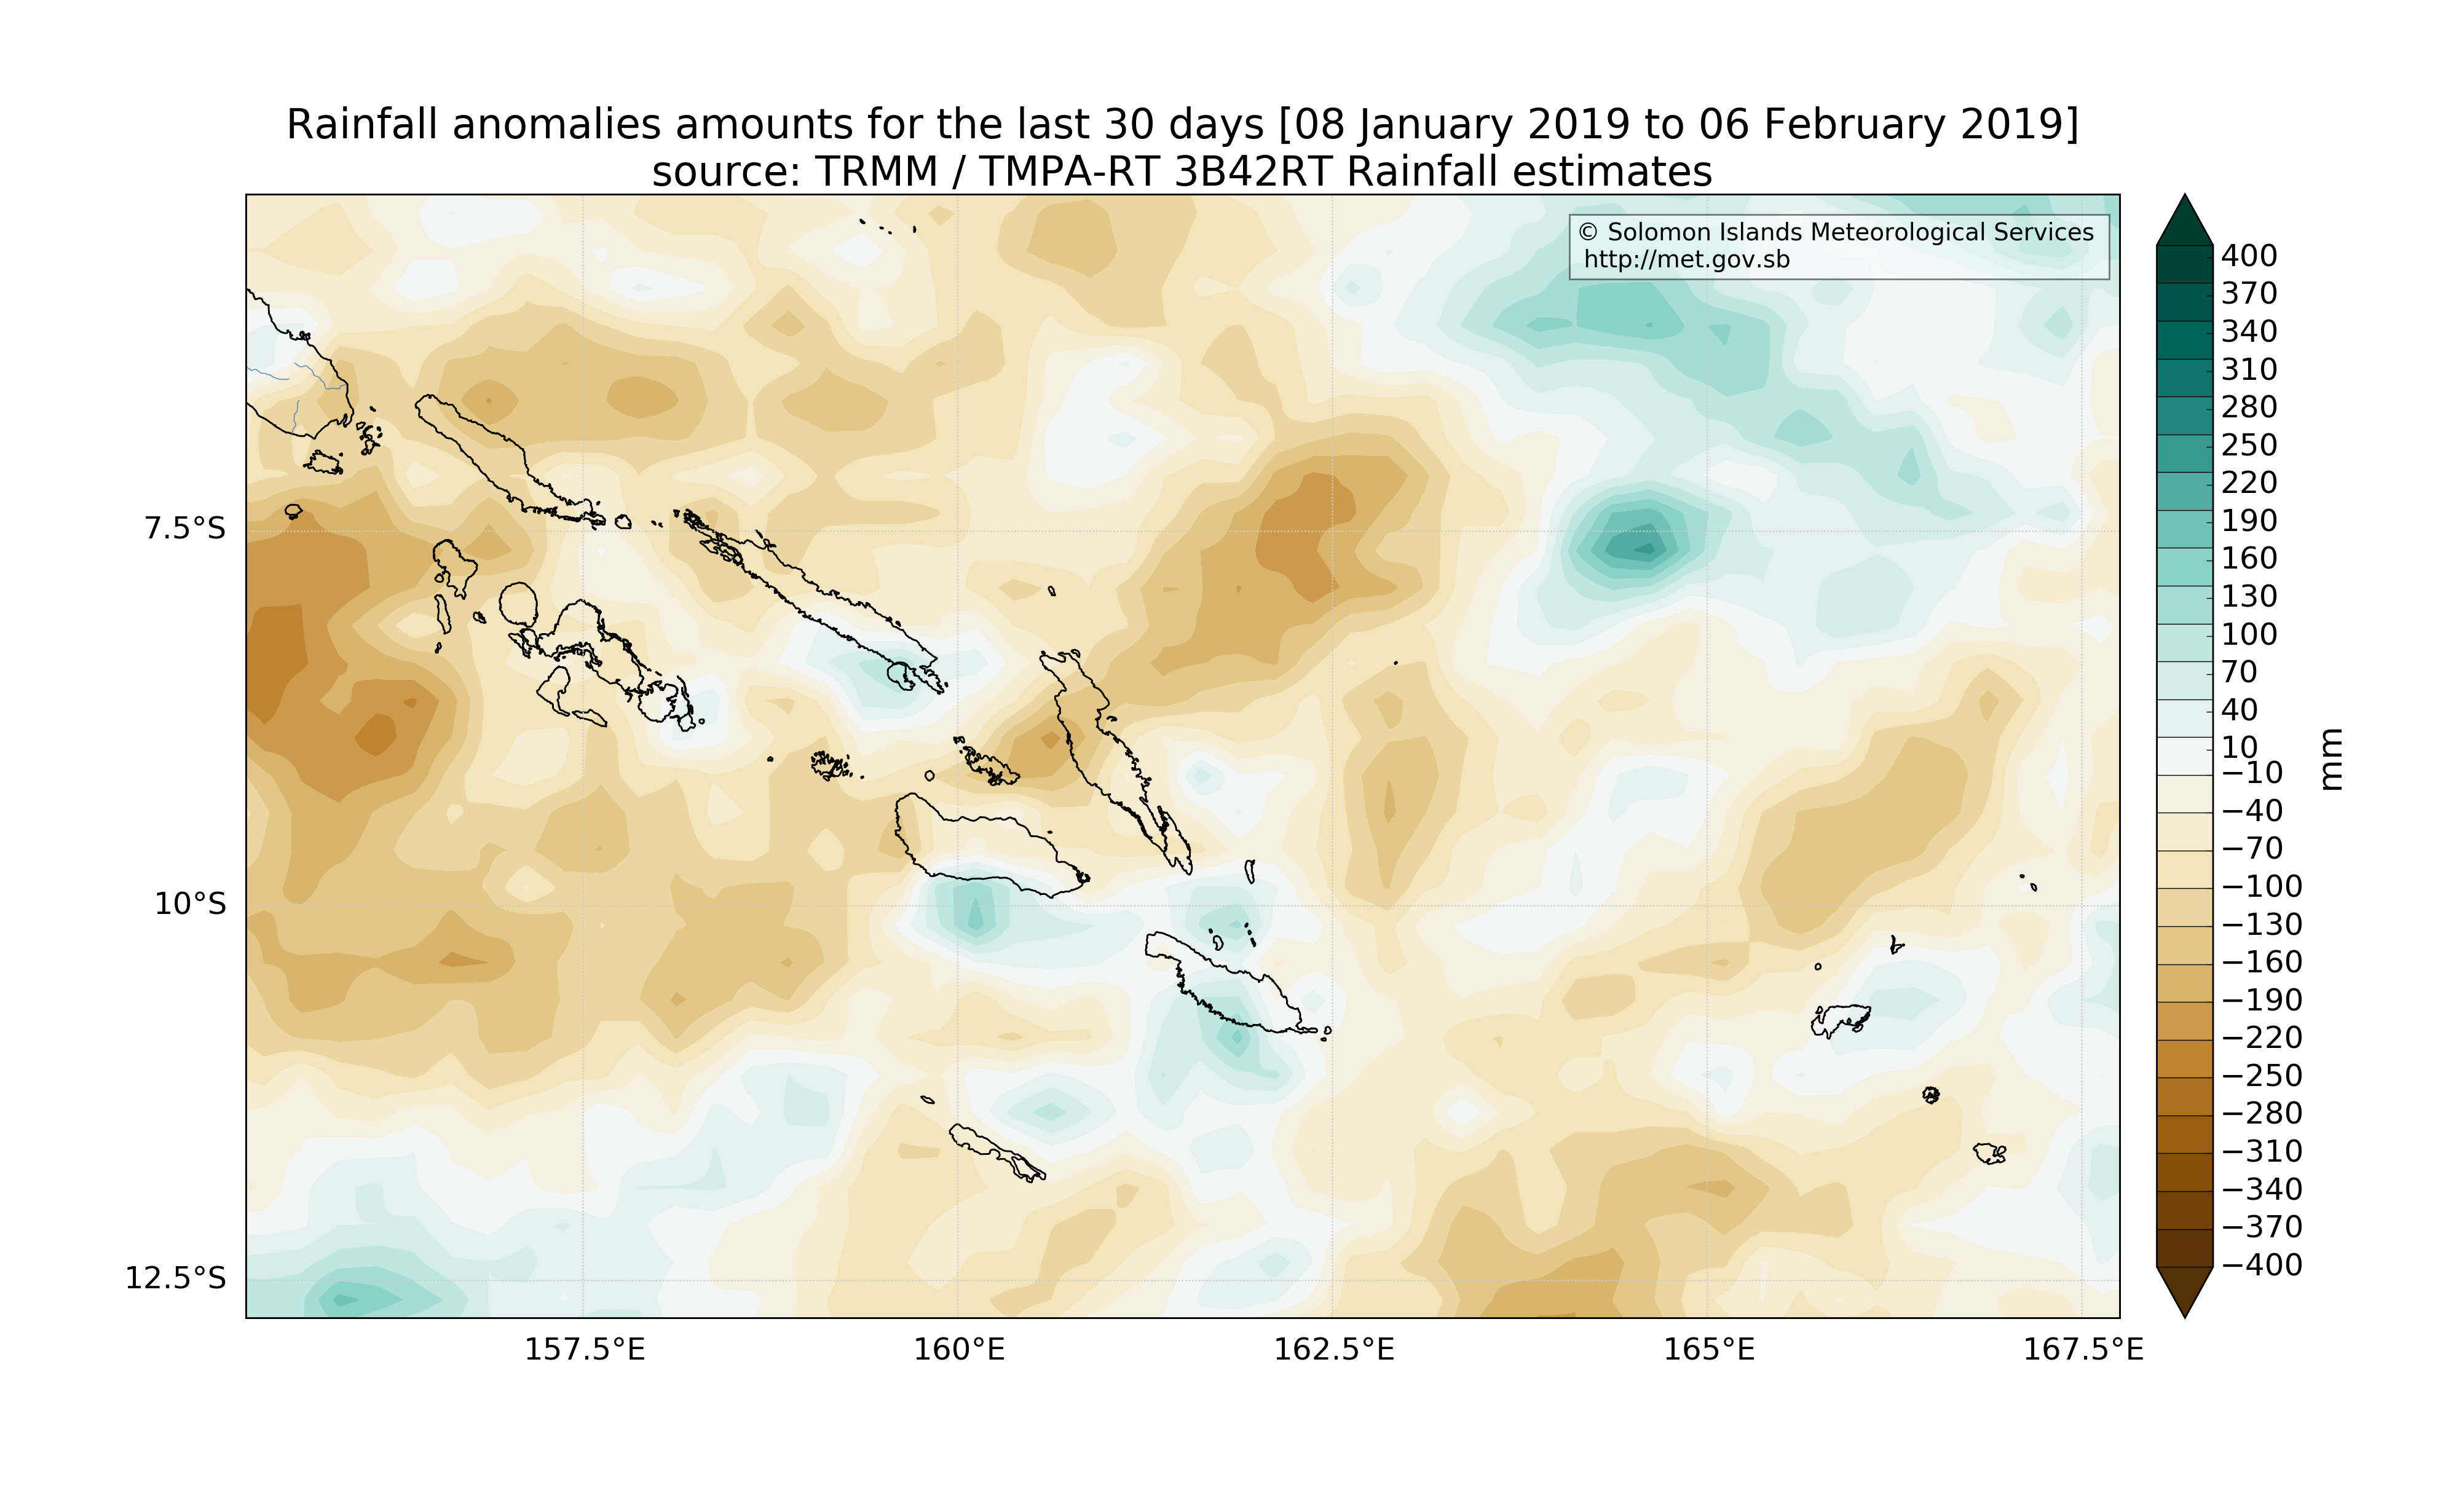 Rainfall anomalies amounts for the last 30 days [08 January 2019 to 06 February 2019]
source: TRMM / TMPA-RT 3B42RT Rainfall estimates
© Solomon Islands Meteorological Services
http://met.gov.sb
7.5°S
10°S
12.5°S
157.5°E
160°E
162.5°E
165°E
167.5°E
400
370
340
310
280
250
220
190
160
130
100
70
40
10
−10
−40
−70
−100
−130
−160
−190
−220
−250
−280
−310
−340
−370
−400
mm